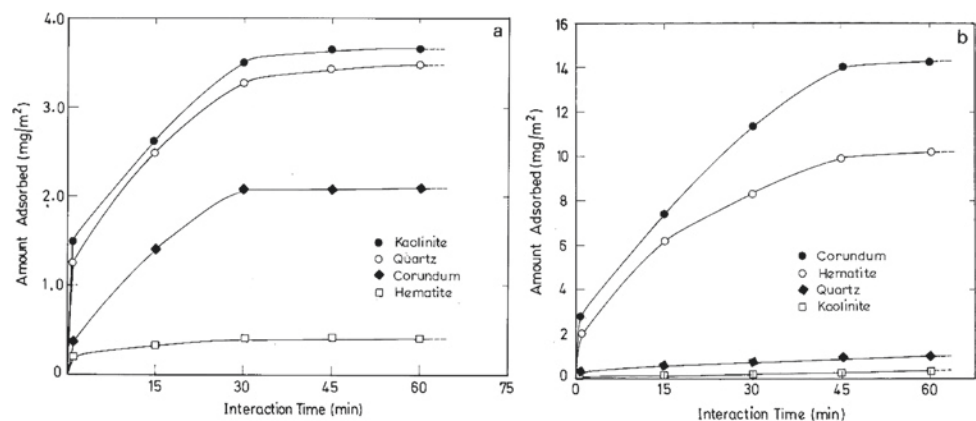 a
4.0
3.0
2.0
1.0
0
15
30
45
60
75
Amount Adsorbed (mg/m²)
Interaction Time (min)
Kaolinite
Quartz
Corundum
Hematite
b
16
14
12
10
8
6
4
2
0
0
15
30
45
60
Amount Adsorbed (mg/m²)
Interaction Time (min)
Corundum
Hematite
Quartz
Kaolinite